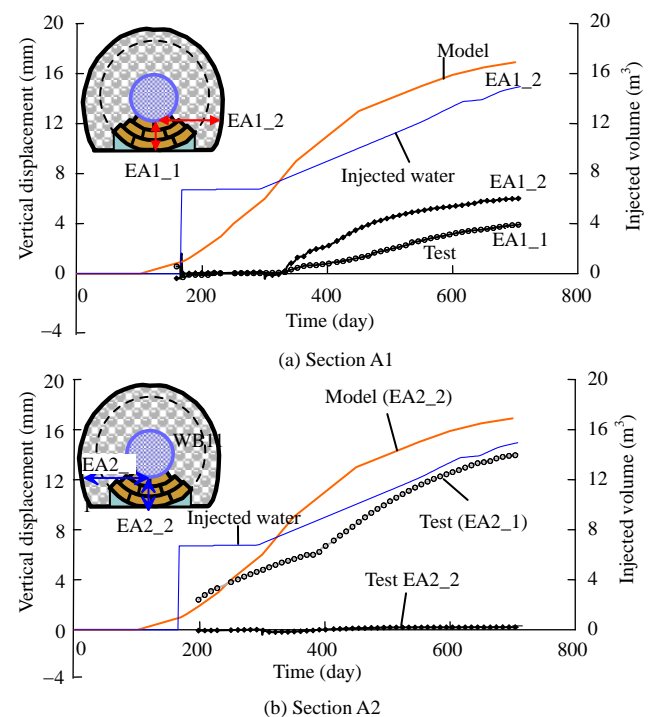 20
16
12
8
4
0
−4
Vertical displacement (mm)
EA1_2
EA1_1
Model
EA1_2
Injected water
EA1_2
EA1_1
Test
20
16
12
8
4
0
Injected volume (m³)
0 200 400 600 800
Time (day)
(a) Section A1
20
16
12
8
4
0
−4
Vertical displacement (mm)
WB11
EA2_
EA2_2
Injected water
Model (EA2_2)
Test (EA2_1)
Test EA2_2
20
16
12
8
4
0
Injected volume (m³)
0 200 400 600 800
Time (day)
(b) Section A2